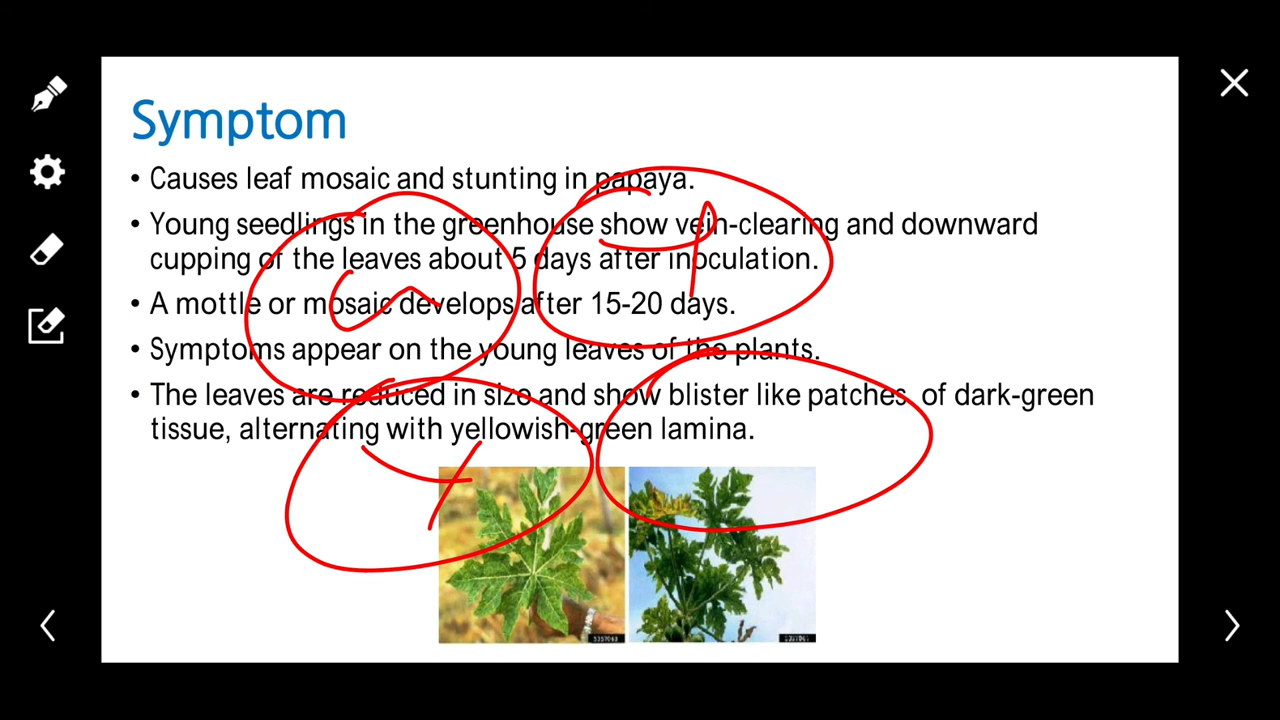 Symptom
• Causes leaf mosaic and stunting in papaya.
• Young seedlings in the greenhouse show vein-clearing and downward
cupping of the leaves about 5 days after inoculation.
• A mottle or mosaic develops after 15-20 days.
• Symptoms appear on the young leaves of the plants.
• The leaves are reduced in size and show blister like patches, of dark-green
tissue, alternating with yellowish-green lamina.